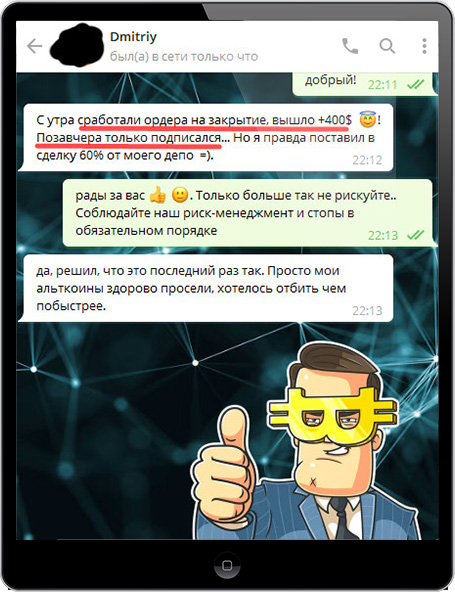 Dmitriy
был(а) в сети только что
добрый!
22:11
С утра сработали ордера на закрытие, вышло +400$ 😇!
Позавчера только подписался... Но я правда поставил в
сделку 60% от моего депо =).
22:12
рады за вас 👍 🙂. Только больше так не рискуйте..
Соблюдайте наш риск-менеджмент и стопы в
обязательном порядке
22:13
да, решил, что это последний раз так. Просто мои
альткоины здорово просели, хотелось отбить чем
побыстрее.
22:13